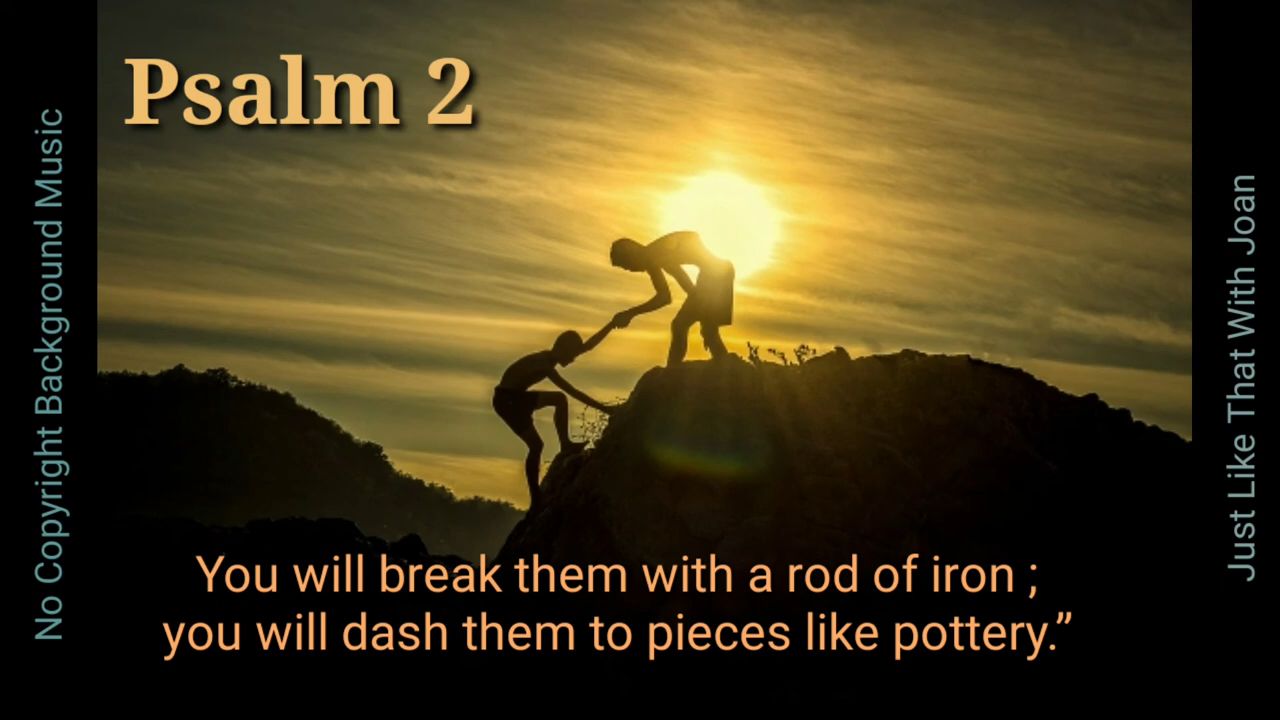 Psalm 2
No Copyright Background Music
Just Like That With Joan
You will break them with a rod of iron ;
you will dash them to pieces like pottery.”